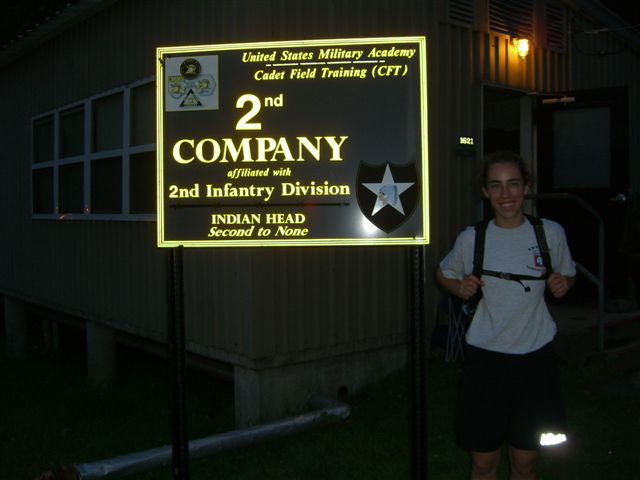 United States Military Academy
Cadet Field Training (CFT)
2nd
COMPANY
affiliated with
2nd Infantry Division
INDIAN HEAD
Second to None
1621